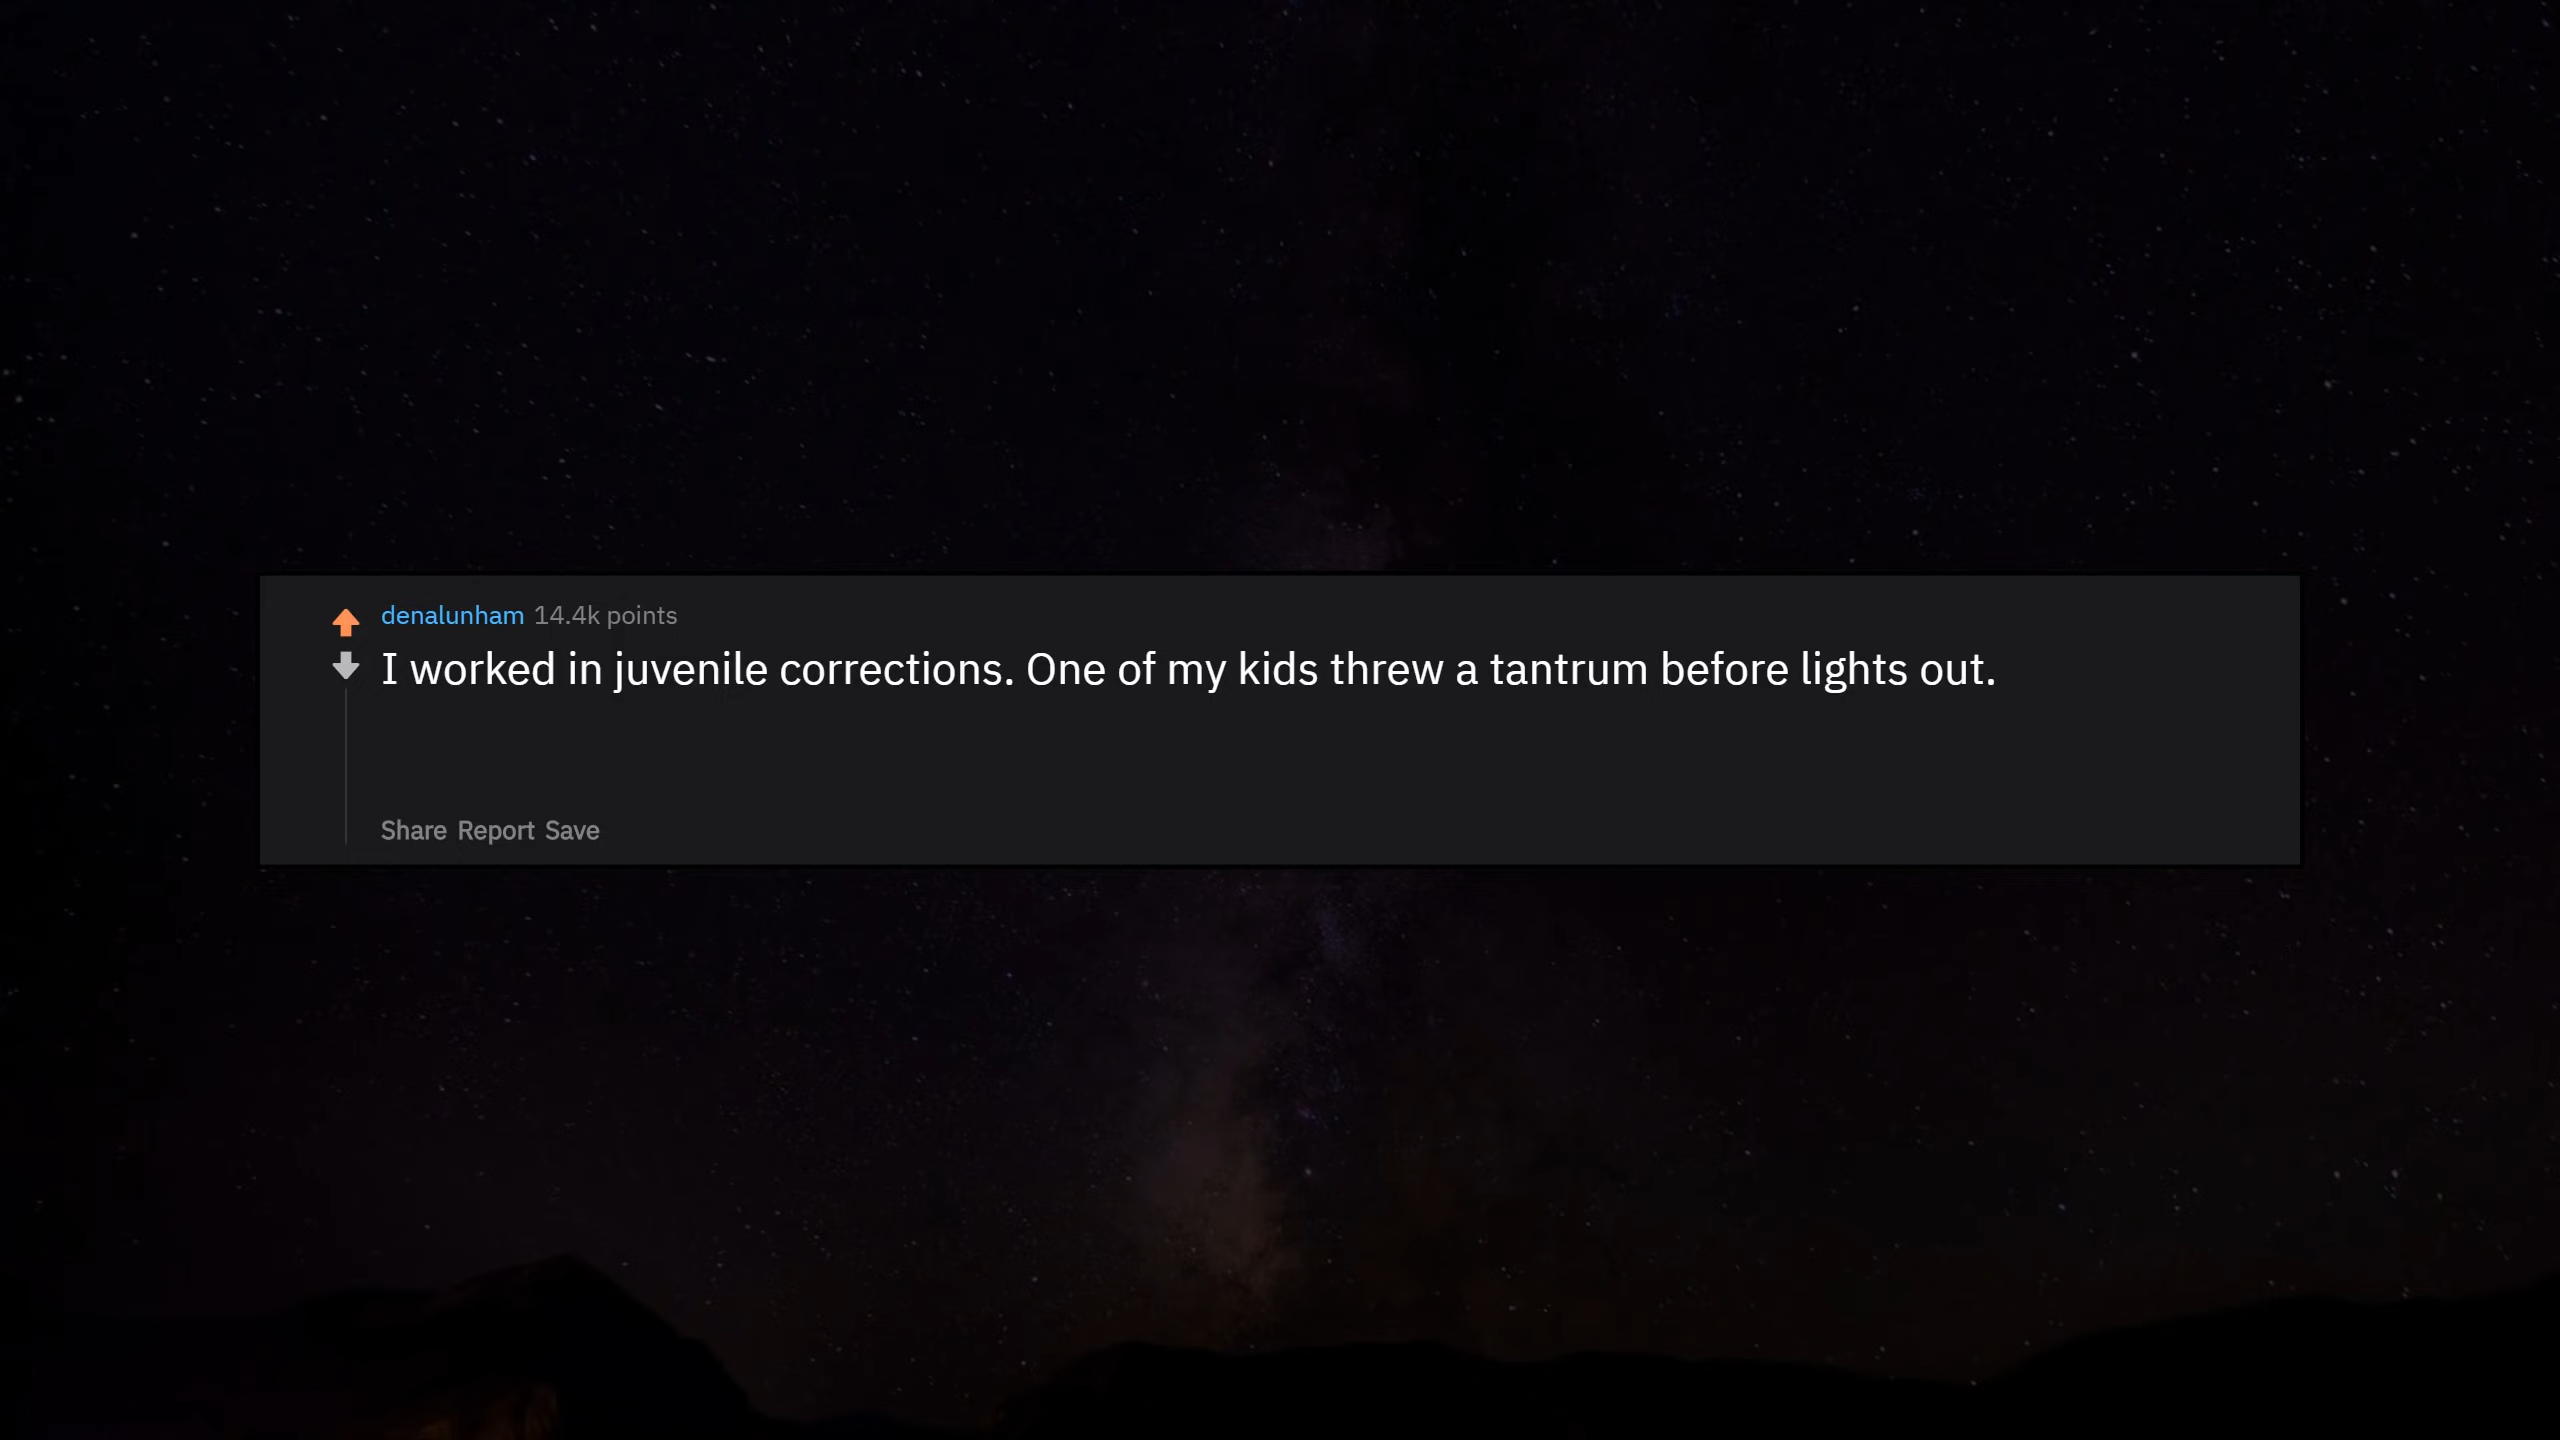 denalunham 14.4k points
I worked in juvenile corrections. One of my kids threw a tantrum before lights out.
Share Report Save